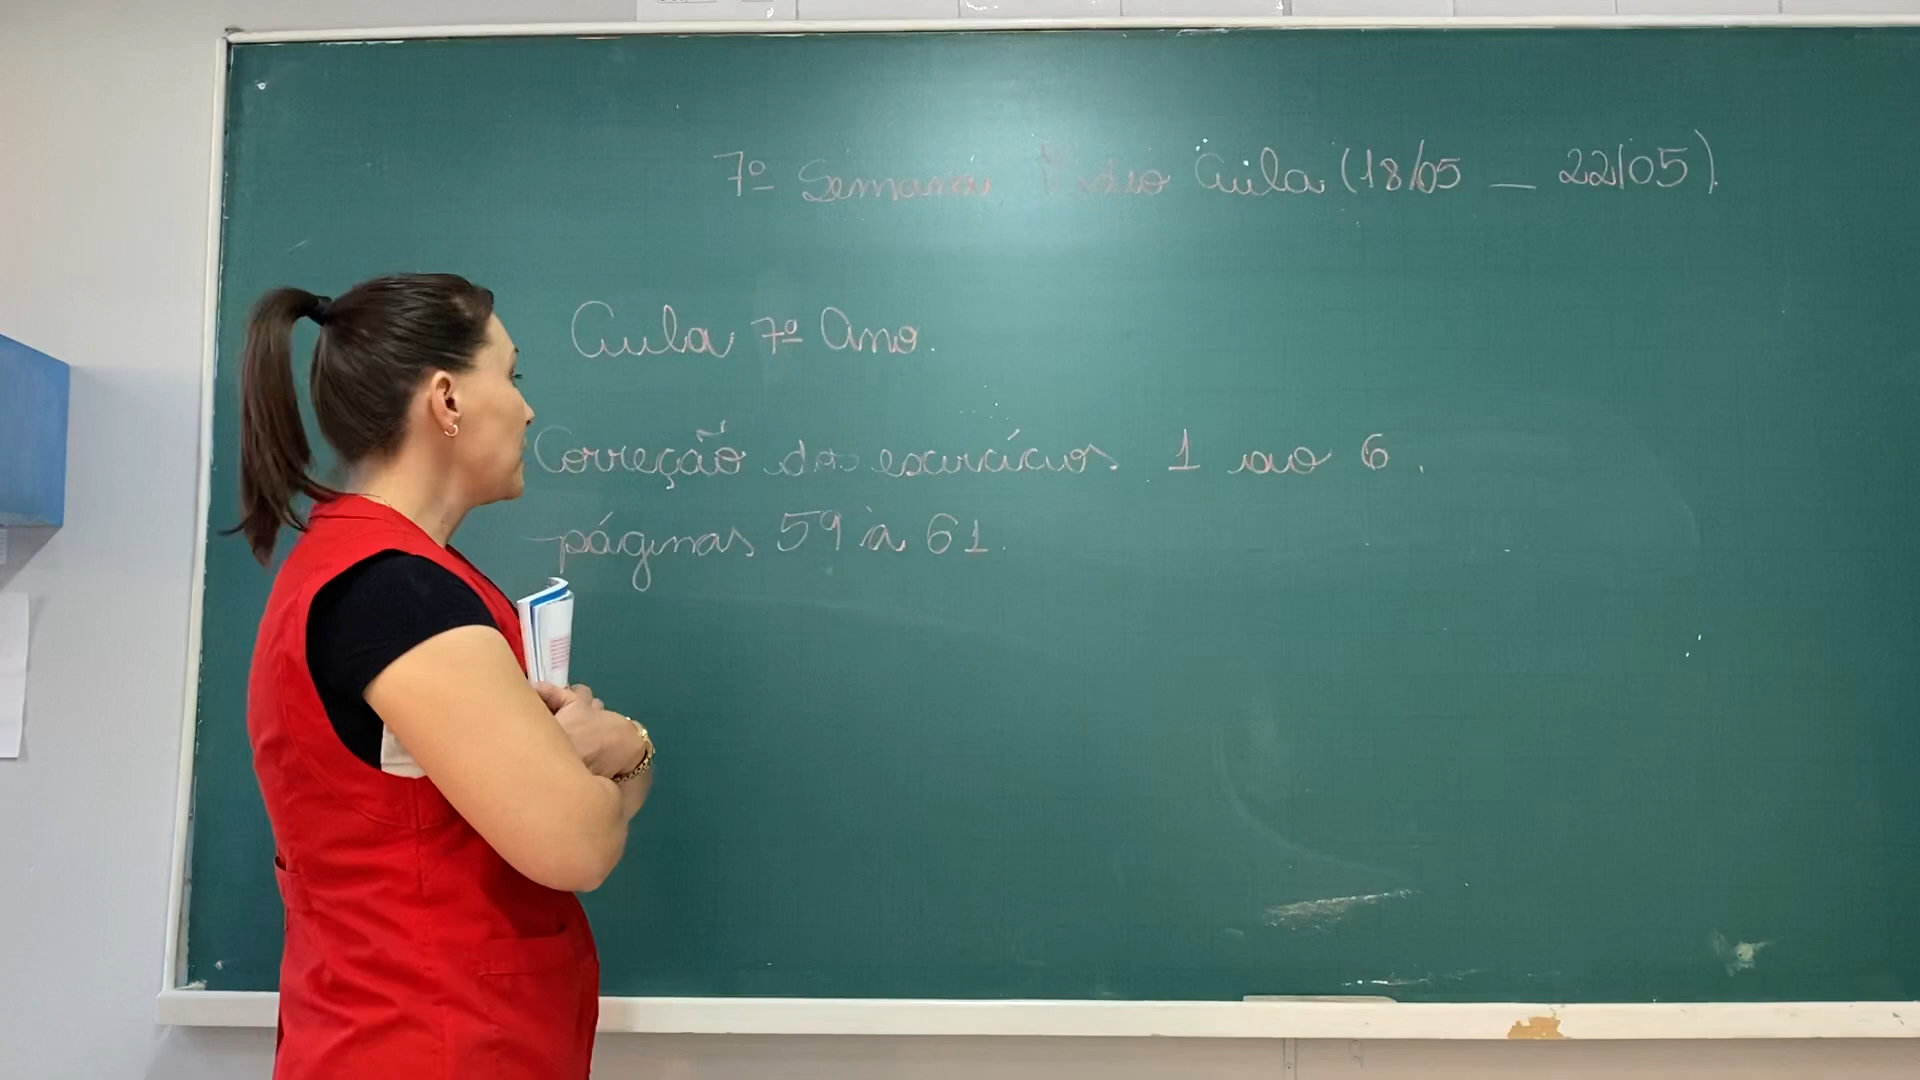 7º Semana Vídeo Aula (18/05 - 22/05).
Aula 7º Ano.
Correção dos exercícios 1 ao 6.
páginas 59 à 61.